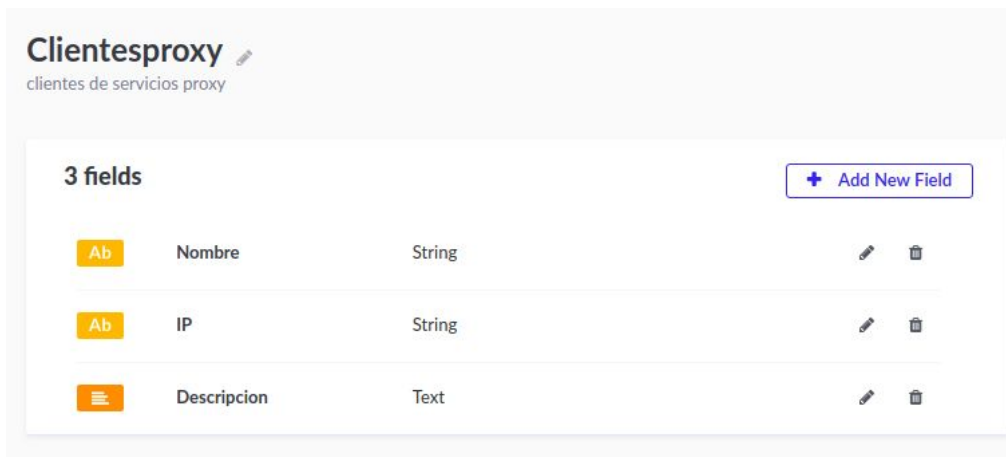 Clientesproxy
clientes de servicios proxy
3 fields
+ Add New Field
Ab Nombre String
Ab IP String
Descripcion Text